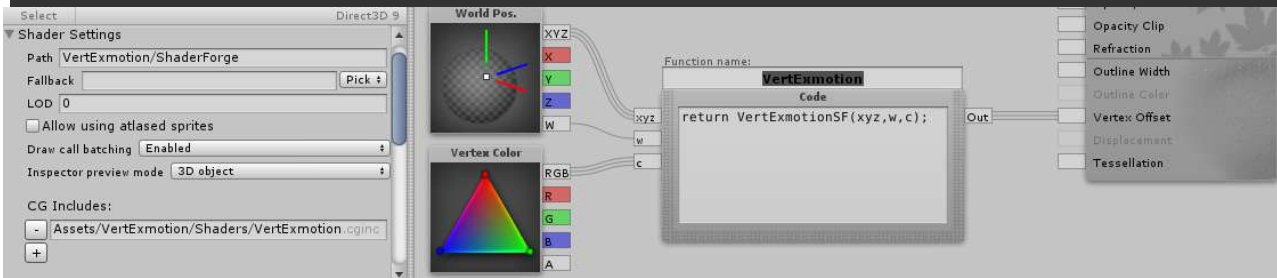 Select Direct3D 9
Shader Settings
Path VertExmotion/ShaderForge
Fallback Pick
LOD 0
Allow using atlased sprites
Draw call batching Enabled
Inspector preview mode 3D object
CG Includes:
- Assets/VertExmotion/Shaders/VertExmotion.cginc
+
World Pos.
XYZ
X
Y
Z
W
Vertex Color
RGB
R
G
B
A
Function name:
VertExmotion
Code
xyz
w
c
return VertExmotionSF(xyz,w,c);
Out
Opacity Clip
Refraction
Outline Width
Outline Color
Vertex Offset
Displacement
Tessellation